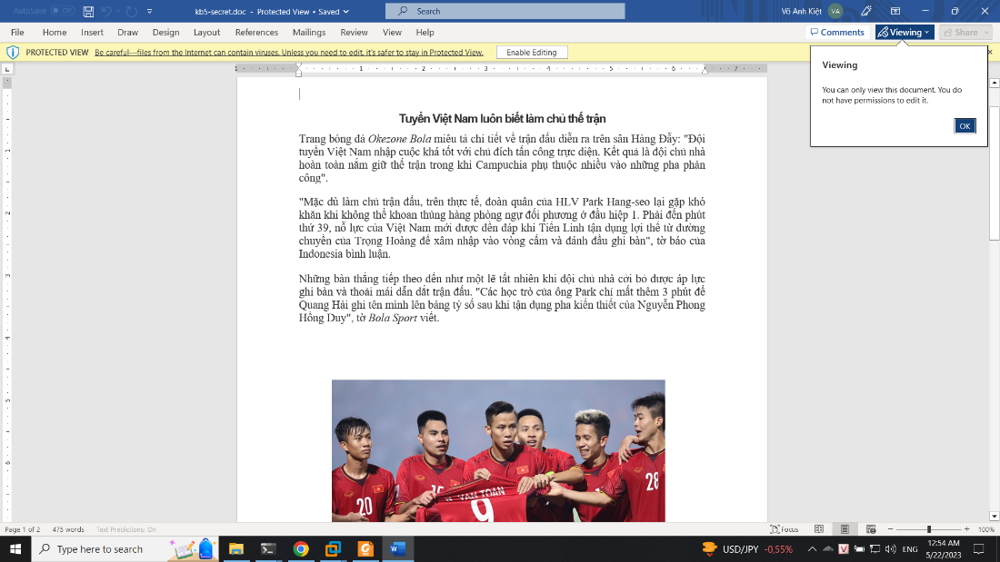 AutoSave Off
kb5-secret.doc - Protected View • Saved
Search
Võ Anh Kiệt VA
File Home Insert Draw Design Layout References Mailings Review View Help
Comments Viewing Share
PROTECTED VIEW Be careful—files from the Internet can contain viruses. Unless you need to edit, it's safer to stay in Protected View. Enable Editing
Viewing
You can only view this document. You do
not have permissions to edit it.
OK
1 1 2 3 4 5 6 7
Tuyển Việt Nam luôn biết làm chủ thế trận
Trang bóng đá Okezone Bola miêu tả chi tiết về trận đấu diễn ra trên sân Hàng Đẫy: "Đội
tuyển Việt Nam nhập cuộc khá tốt với chủ đích tấn công trực diện. Kết quả là đội chủ nhà
hoàn toàn nắm giữ thế trận trong khi Campuchia phụ thuộc nhiều vào những pha phản
công".
"Mặc dù làm chủ trận đấu, trên thực tế, đoàn quân của HLV Park Hang-seo lại gặp khó
khăn khi không thể khoan thủng hàng phòng ngự đối phương ở đầu hiệp 1. Phải đến phút
thứ 39, nỗ lực của Việt Nam mới được đền đáp khi Tiến Linh tận dụng lợi thế từ đường
chuyền của Trọng Hoàng để xâm nhập vào vòng cấm và đánh đầu ghi bàn", tờ báo của
Indonesia bình luận.
Những bàn thắng tiếp theo đến như một lẽ tất nhiên khi đội chủ nhà cởi bỏ được áp lực
ghi bàn và thoải mái dẫn dắt trận đấu. "Các học trò của ông Park chỉ mất thêm 3 phút để
Quang Hải ghi tên mình lên bảng tỷ số sau khi tận dụng pha kiến thiết của Nguyễn Phong
Hồng Duy", tờ Bola Sport viết.
20
15
N. VAN TOAN
9
28
Page 1 of 2 475 words Text Predictions: On Focus 100%
Type here to search
USD/JPY -0,55%
ENG
12:54 AM
5/22/2023